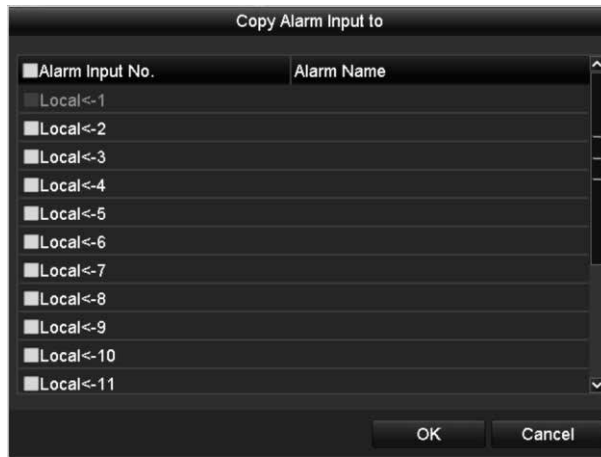 Copy Alarm Input to
Alarm Input No. Alarm Name
Local<-1
Local<-2
Local<-3
Local<-4
Local<-5
Local<-6
Local<-7
Local<-8
Local<-9
Local<-10
Local<-11
OK Cancel